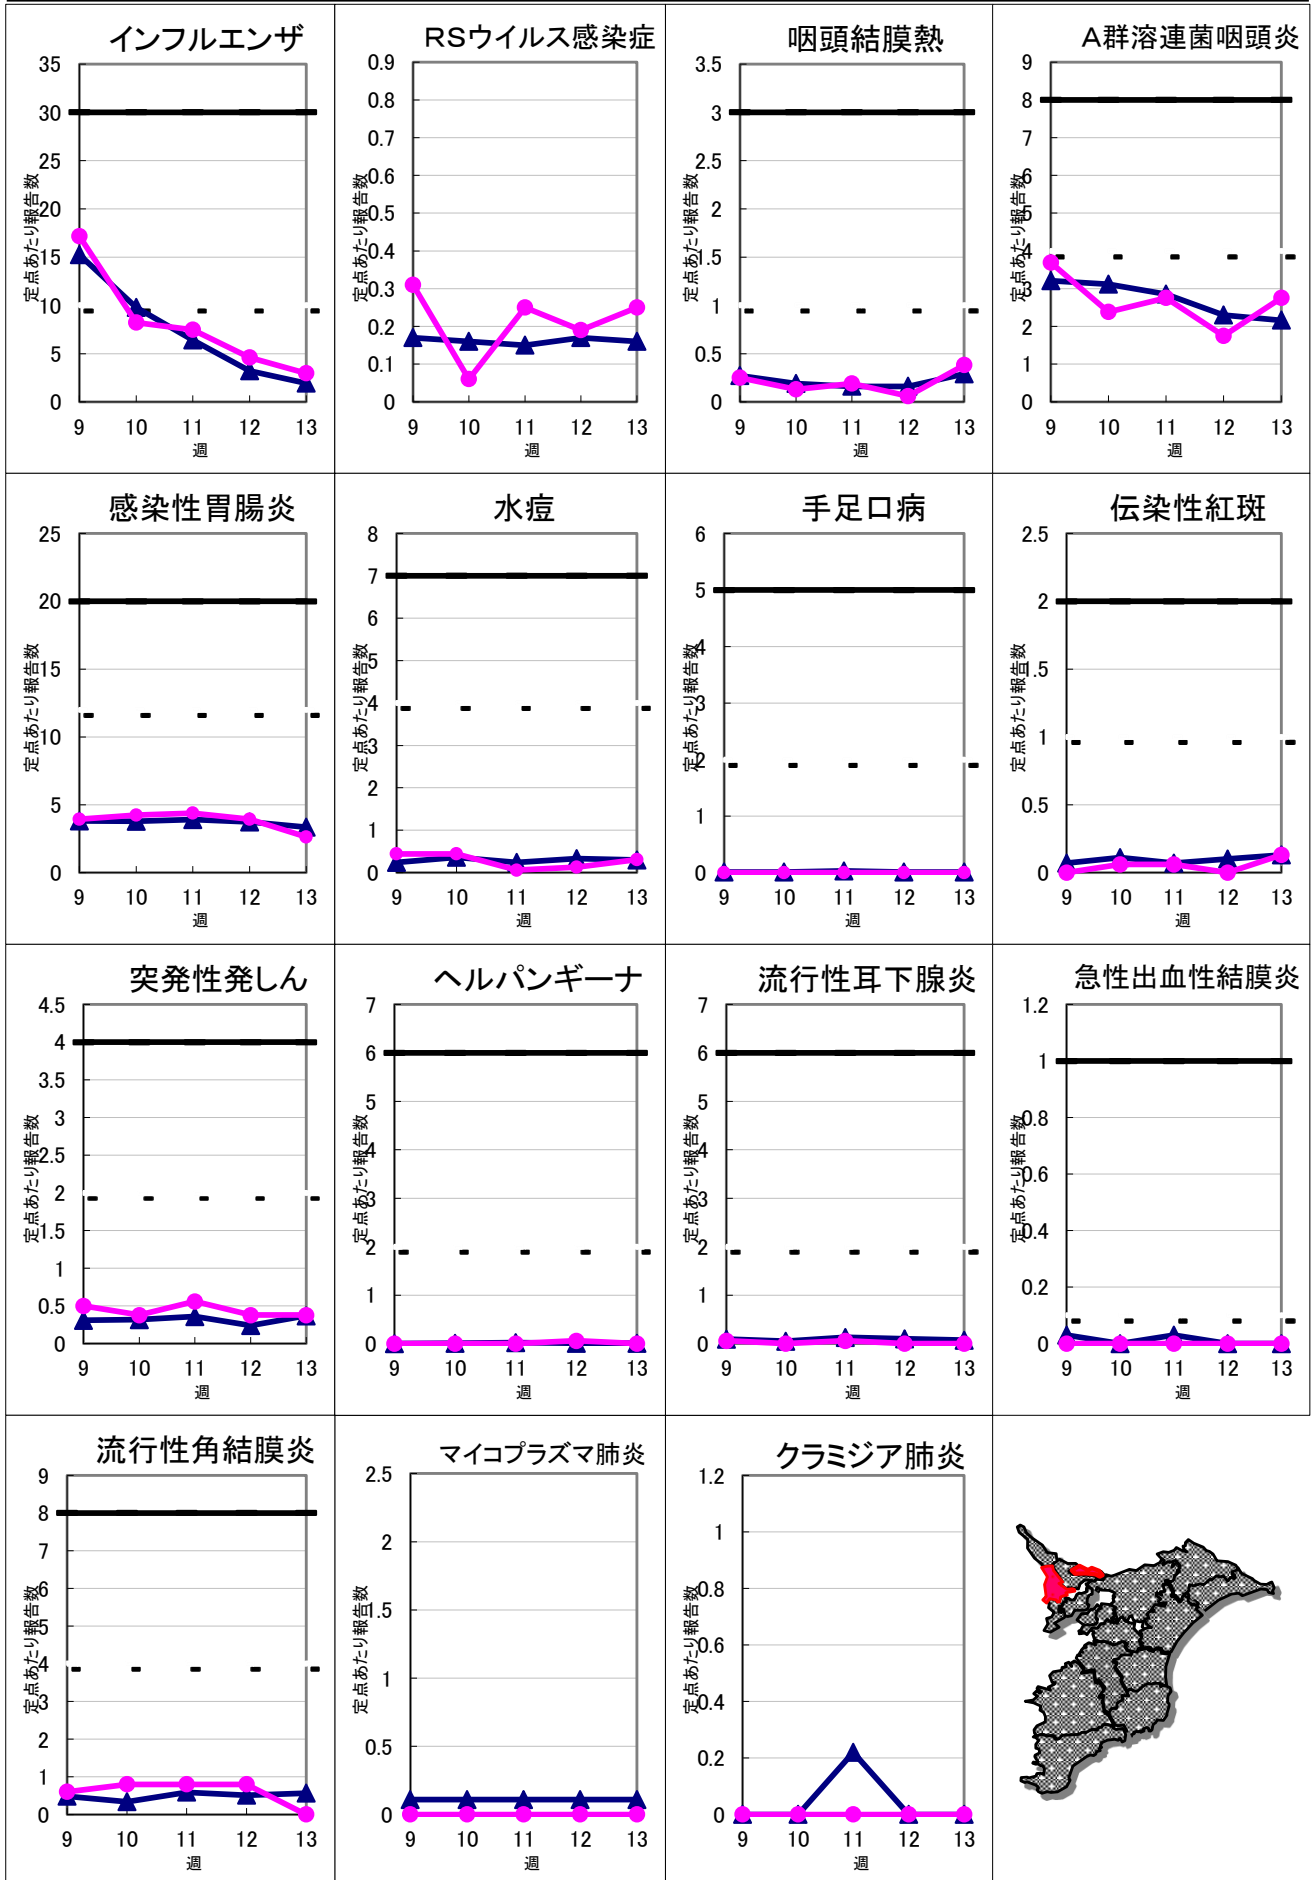 インフルエンザ
35
30
25
20
15
10
5
0
定点あたり報告数
9 10 11 12 13
週
RSウイルス感染症
0.9
0.8
0.7
0.6
0.5
0.4
0.3
0.2
0.1
0
定点あたり報告数
9 10 11 12 13
週
咽頭結膜熱
3.5
3
2.5
2
1.5
1
0.5
0
定点あたり報告数
9 10 11 12 13
週
A群溶連菌咽頭炎
9
8
7
6
5
4
3
2
1
0
定点あたり報告数
9 10 11 12 13
週
感染性胃腸炎
25
20
15
10
5
0
定点あたり報告数
9 10 11 12 13
週
水痘
8
7
6
5
4
3
2
1
0
定点あたり報告数
9 10 11 12 13
週
手足口病
6
5
4
3
2
1
0
定点あたり報告数
9 10 11 12 13
週
伝染性紅斑
2.5
2
1.5
1
0.5
0
定点あたり報告数
9 10 11 12 13
週
突発性発しん
4.5
4
3.5
3
2.5
2
1.5
1
0.5
0
定点あたり報告数
9 10 11 12 13
週
ヘルパンギーナ
7
6
5
4
3
2
1
0
定点あたり報告数
9 10 11 12 13
週
流行性耳下腺炎
7
6
5
4
3
2
1
0
定点あたり報告数
9 10 11 12 13
週
急性出血性結膜炎
1.2
1
0.8
0.6
0.4
0.2
0
定点あたり報告数
9 10 11 12 13
週
流行性角結膜炎
9
8
7
6
5
4
3
2
1
0
定点あたり報告数
9 10 11 12 13
週
マイコプラズマ肺炎
2.5
2
1.5
1
0.5
0
定点あたり報告数
9 10 11 12 13
週
クラミジア肺炎
1.2
1
0.8
0.6
0.4
0.2
0
定点あたり報告数
9 10 11 12 13
週